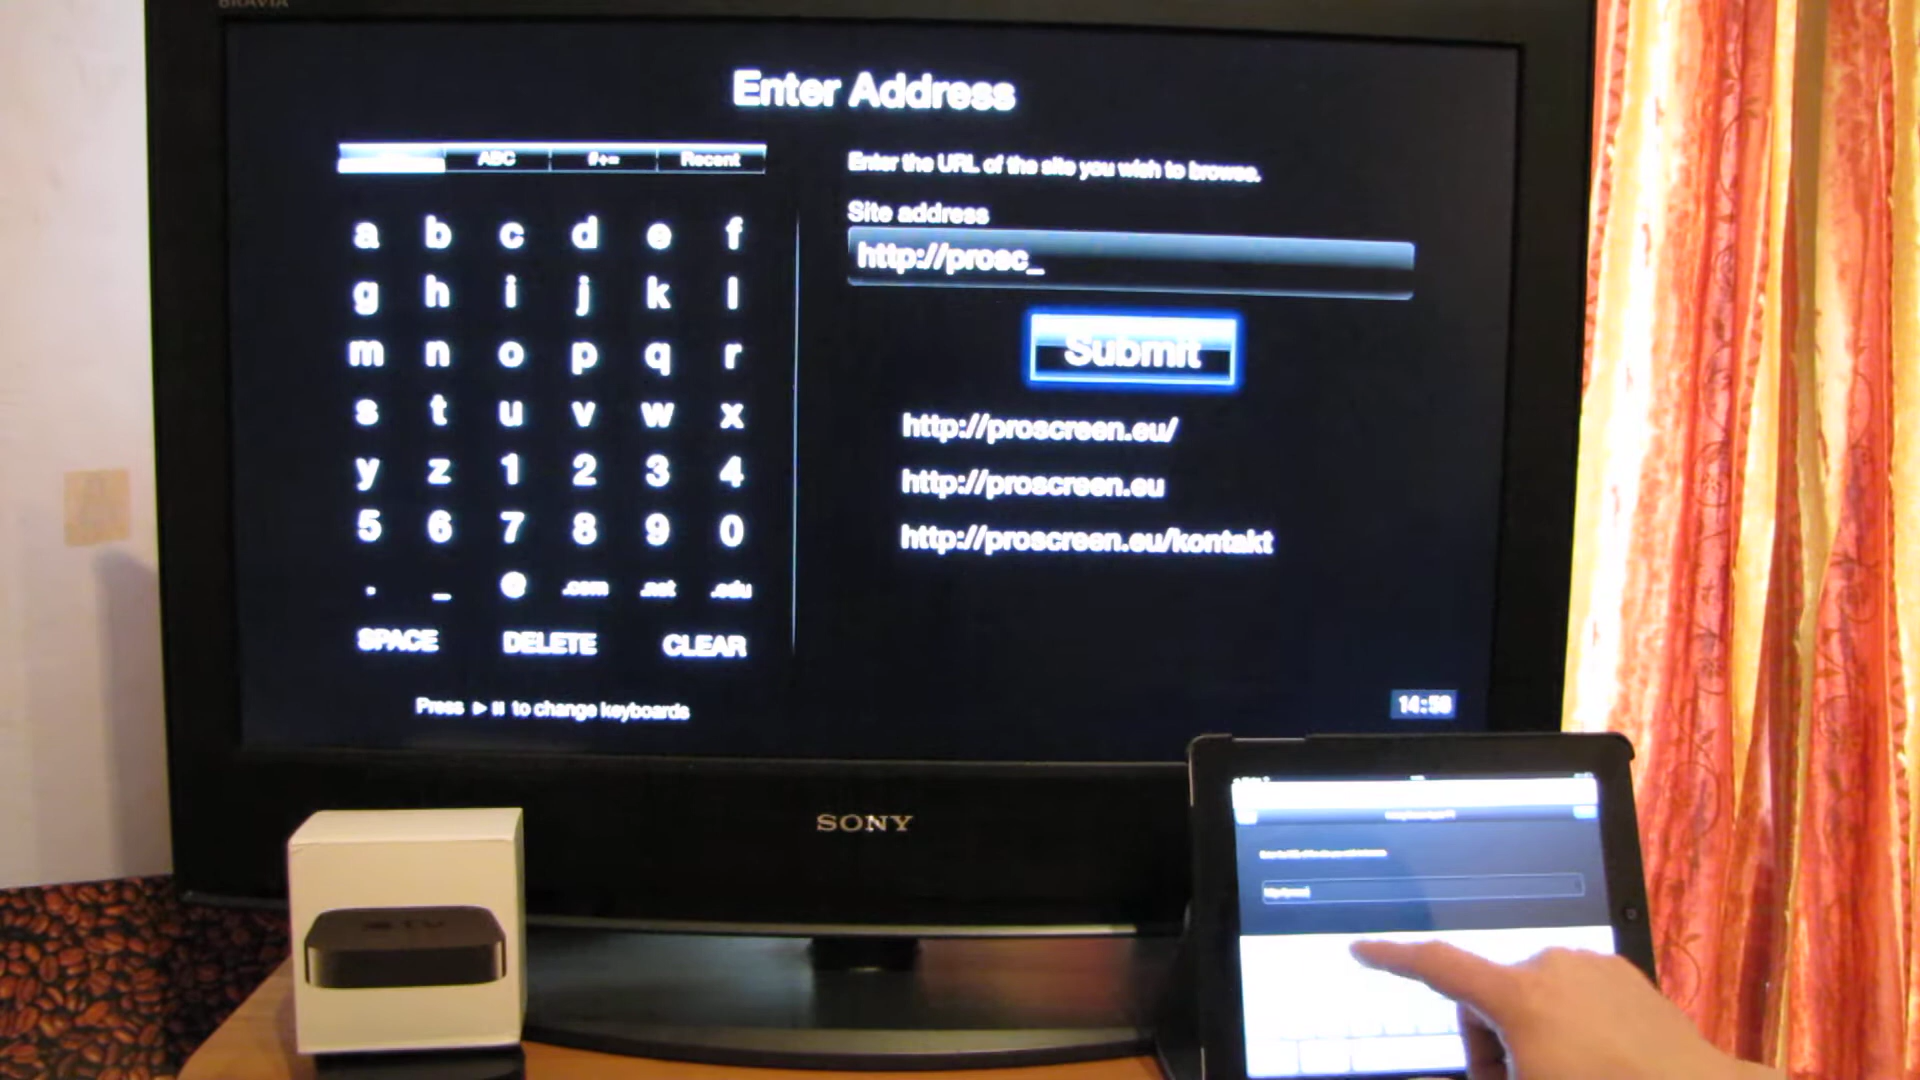 BRAVIA
Enter Address
ABC #+= Recent
Enter the URL of the site you wish to browse.
Site address
http://prosc_
Submit
http://proscreen.eu/
http://proscreen.eu
http://proscreen.eu/kontakt
a b c d e f
g h i j k l
m n o p q r
s t u v w x
y z 1 2 3 4
5 6 7 8 9 0
. _ @ .com .net .edu
SPACE DELETE CLEAR
Press ▶⏸ to change keyboards
SONY
TV